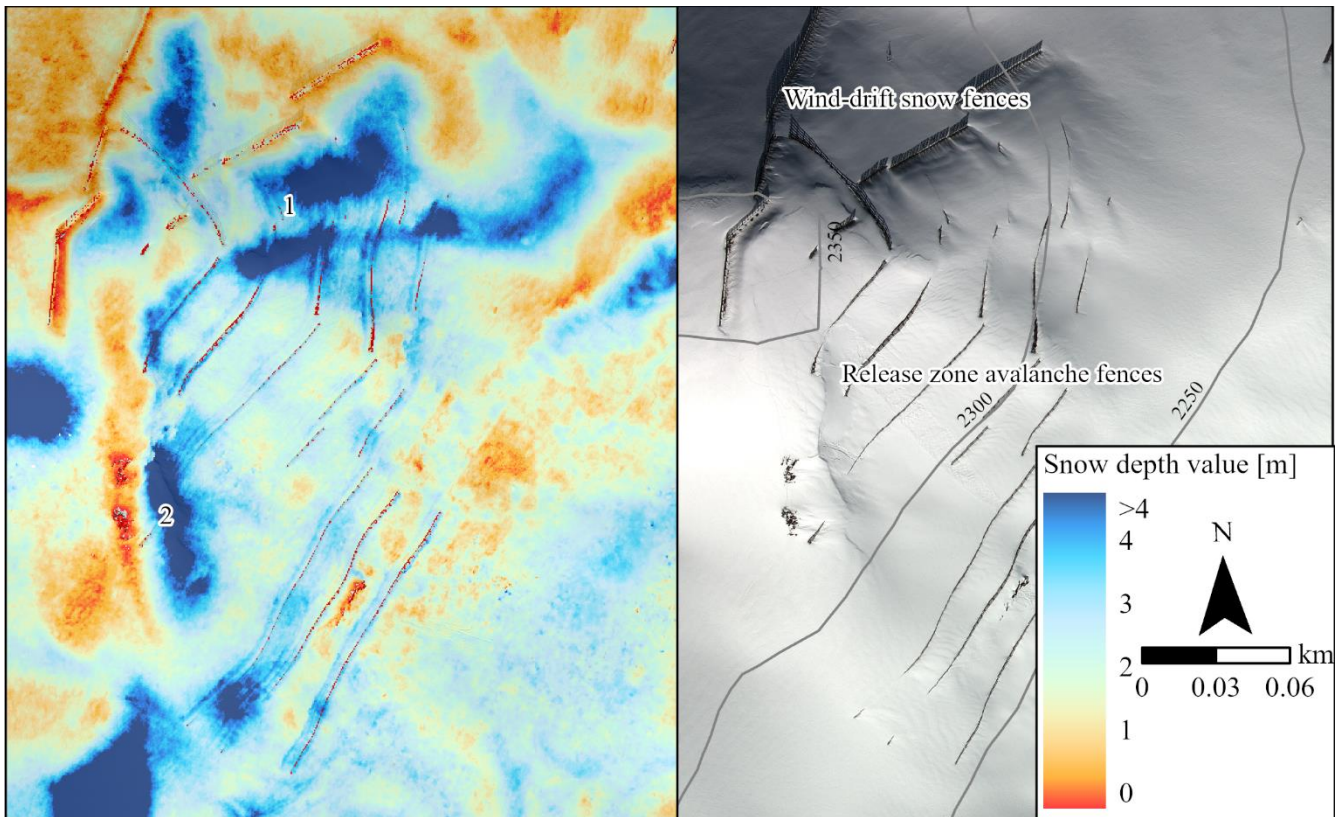 1
2
Wind-drift snow fences
2350
Release zone avalanche fences
2300
2250
Snow depth value [m]
>4
4
3
2
1
0
N
km
0 0.03 0.06